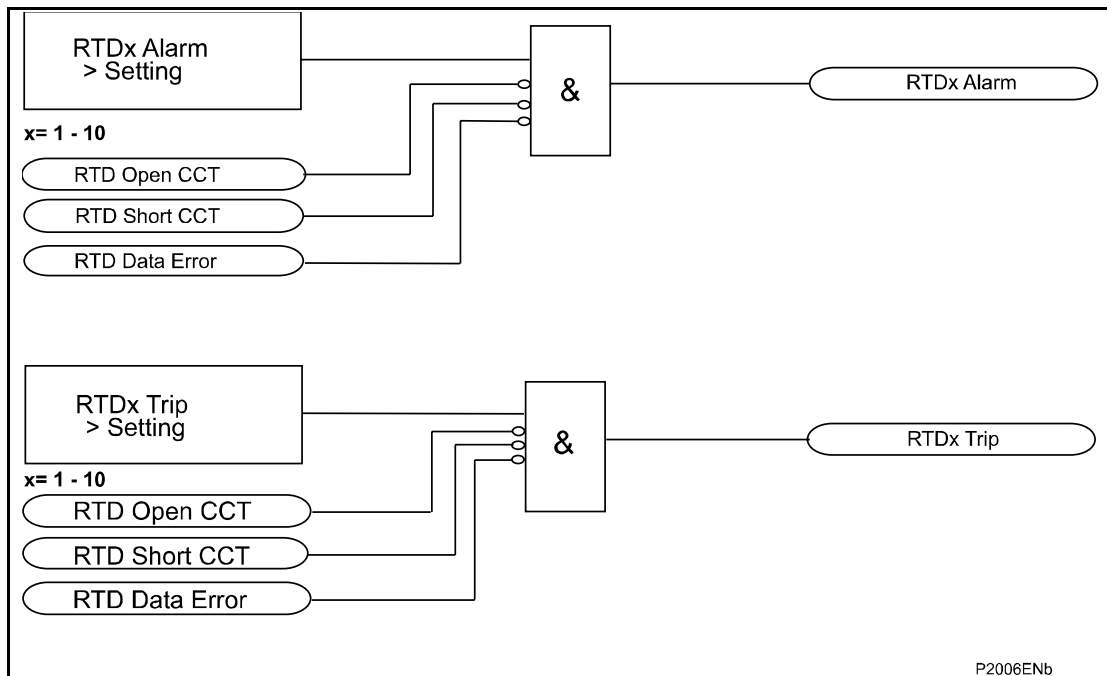 RTDx Alarm
> Setting
&
RTDx Alarm
x= 1 - 10
RTD Open CCT
RTD Short CCT
RTD Data Error
RTDx Trip
> Setting
&
RTDx Trip
x= 1 - 10
RTD Open CCT
RTD Short CCT
RTD Data Error
P2006ENb